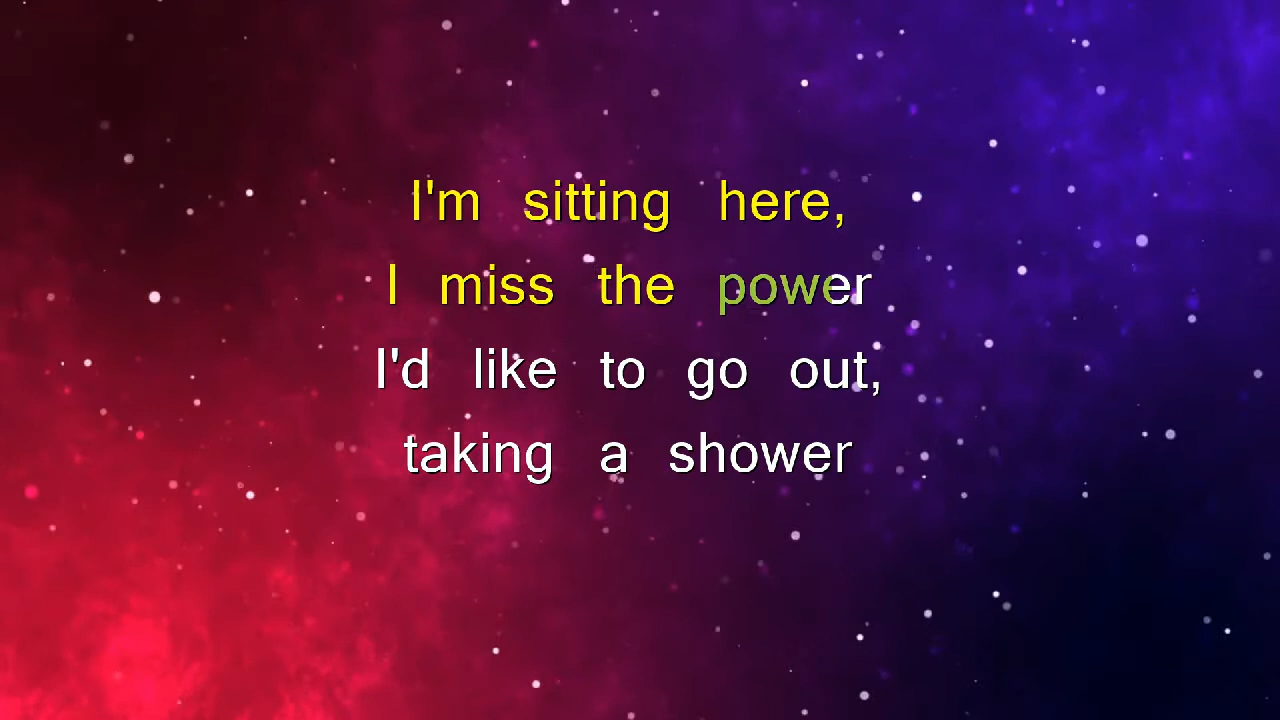 I'm sitting here,
I miss the power
I'd like to go out,
taking a shower